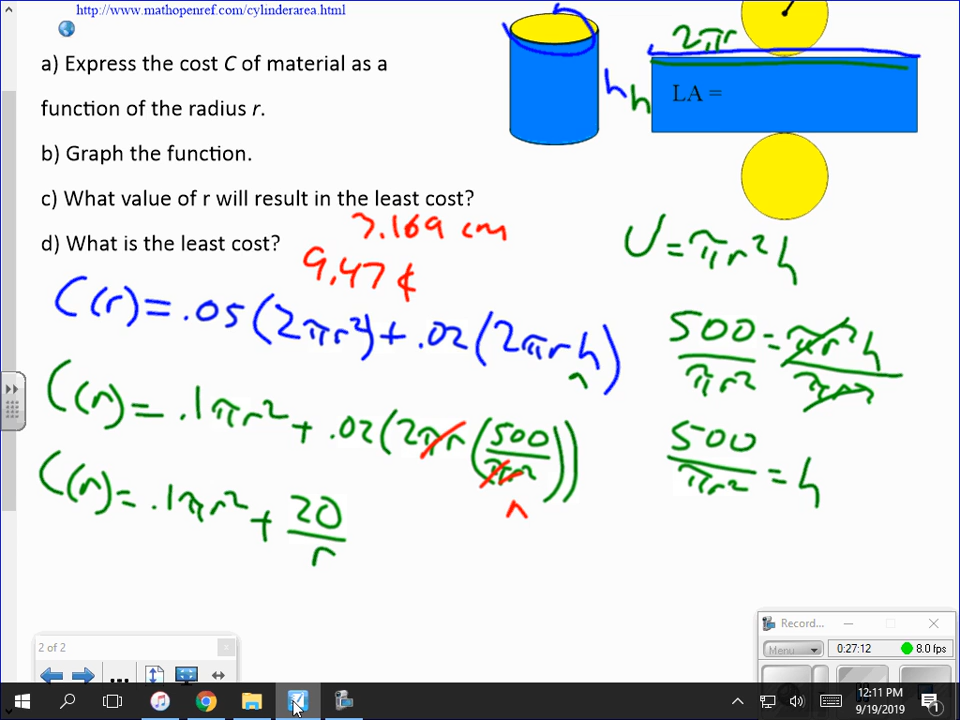 http://www.mathopenref.com/cylinderarea.html
a) Express the cost C of material as a
function of the radius r.
b) Graph the function.
c) What value of r will result in the least cost?
d) What is the least cost?
3.169 cm
9.47 ¢
2πr
h
h
LA =
V = πr²h
500/πr² = πr²h/πr²
500/πr² = h
C(r) = .05(2πr²) + .02(2πrh)
C(r) = .1πr² + .02(2πr(500/πr²))
r
C(r) = .1πr² + 20/r
2 of 2
Record...
Menu
0:27:12
8.0 fps
12:11 PM
9/19/2019
1